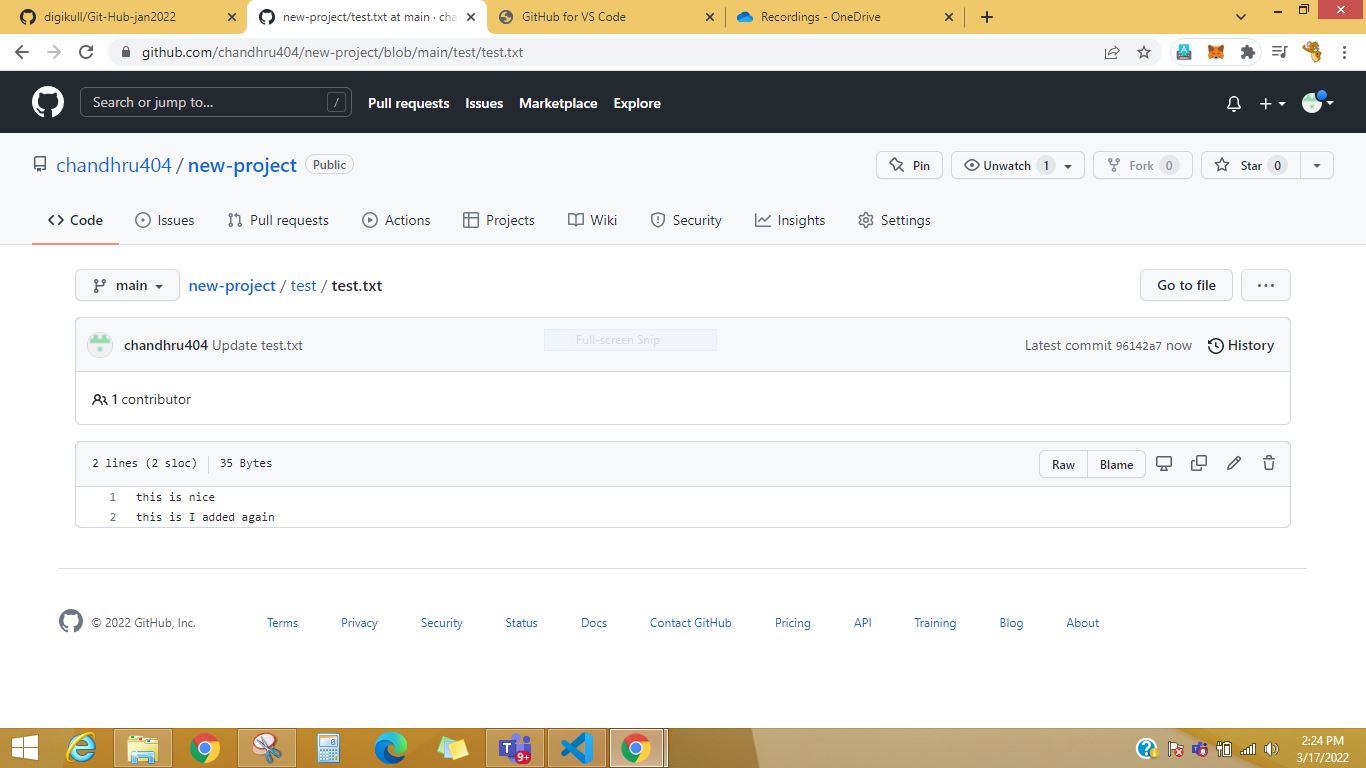 digikull/Git-Hub-jan2022
new-project/test.txt at main · cha
GitHub for VS Code
Recordings - OneDrive
github.com/chandhru404/new-project/blob/main/test/test.txt
Search or jump to... /
Pull requests Issues Marketplace Explore
chandhru404 / new-project Public
Pin Unwatch 1 Fork 0 Star 0
Code Issues Pull requests Actions Projects Wiki Security Insights Settings
main new-project / test / test.txt Go to file ...
chandhru404 Update test.txt Full-screen Snip Latest commit 96142a7 now History
1 contributor
2 lines (2 sloc) 35 Bytes Raw Blame
1 this is nice
2 this is I added again
© 2022 GitHub, Inc. Terms Privacy Security Status Docs Contact GitHub Pricing API Training Blog About
9+
2:24 PM
3/17/2022